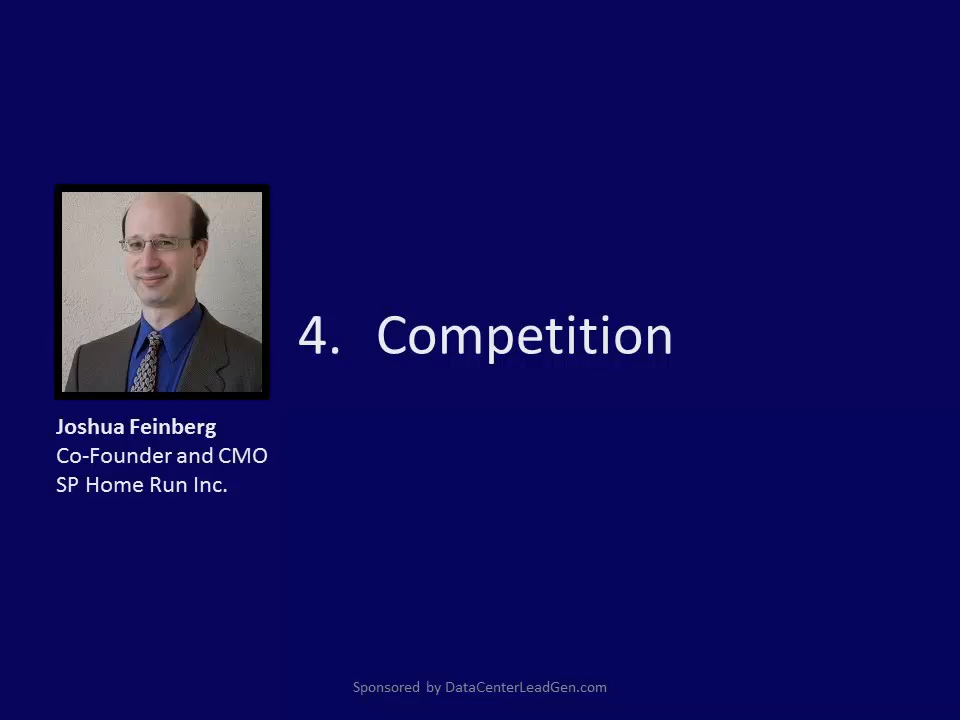 4. Competition
Joshua Feinberg
Co-Founder and CMO
SP Home Run Inc.
Sponsored by DataCenterLeadGen.com